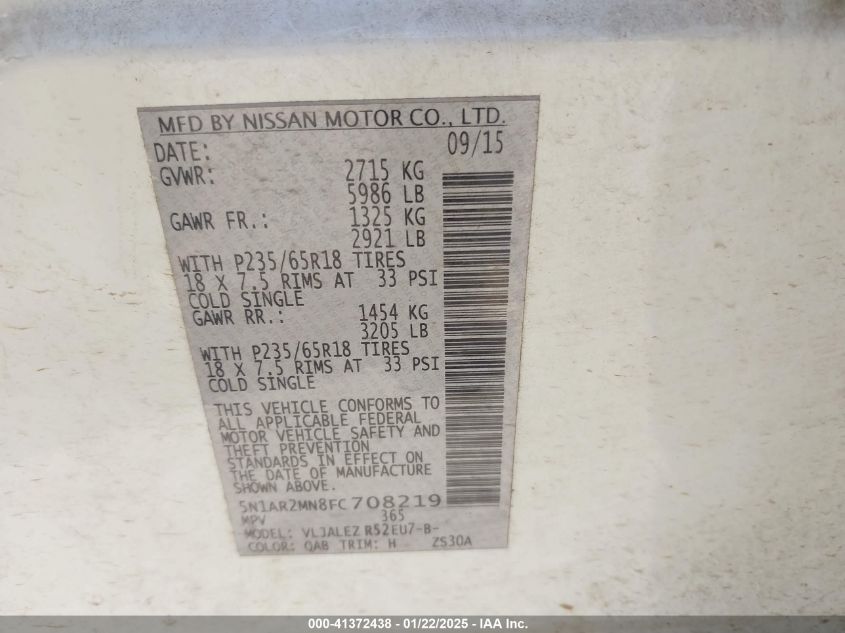 MFD BY NISSAN MOTOR CO., LTD.
DATE: 09/15
GVWR: 2715 KG
5986 LB
GAWR FR.: 1325 KG
2921 LB
WITH P235/65R18 TIRES
18 X 7.5 RIMS AT 33 PSI
COLD SINGLE
GAWR RR.: 1454 KG
3205 LB
WITH P235/65R18 TIRES
18 X 7.5 RIMS AT 33 PSI
COLD SINGLE
THIS VEHICLE CONFORMS TO
ALL APPLICABLE FEDERAL
MOTOR VEHICLE SAFETY AND
THEFT PREVENTION
STANDARDS IN EFFECT ON
THE DATE OF MANUFACTURE
SHOWN ABOVE.
5N1AR2MN8FC708219
MPV 365
MODEL: VLJALEZ R52EU7-B-
COLOR: QAB TRIM: H ZS30A
000-41372438 - 01/22/2025 - IAA Inc.